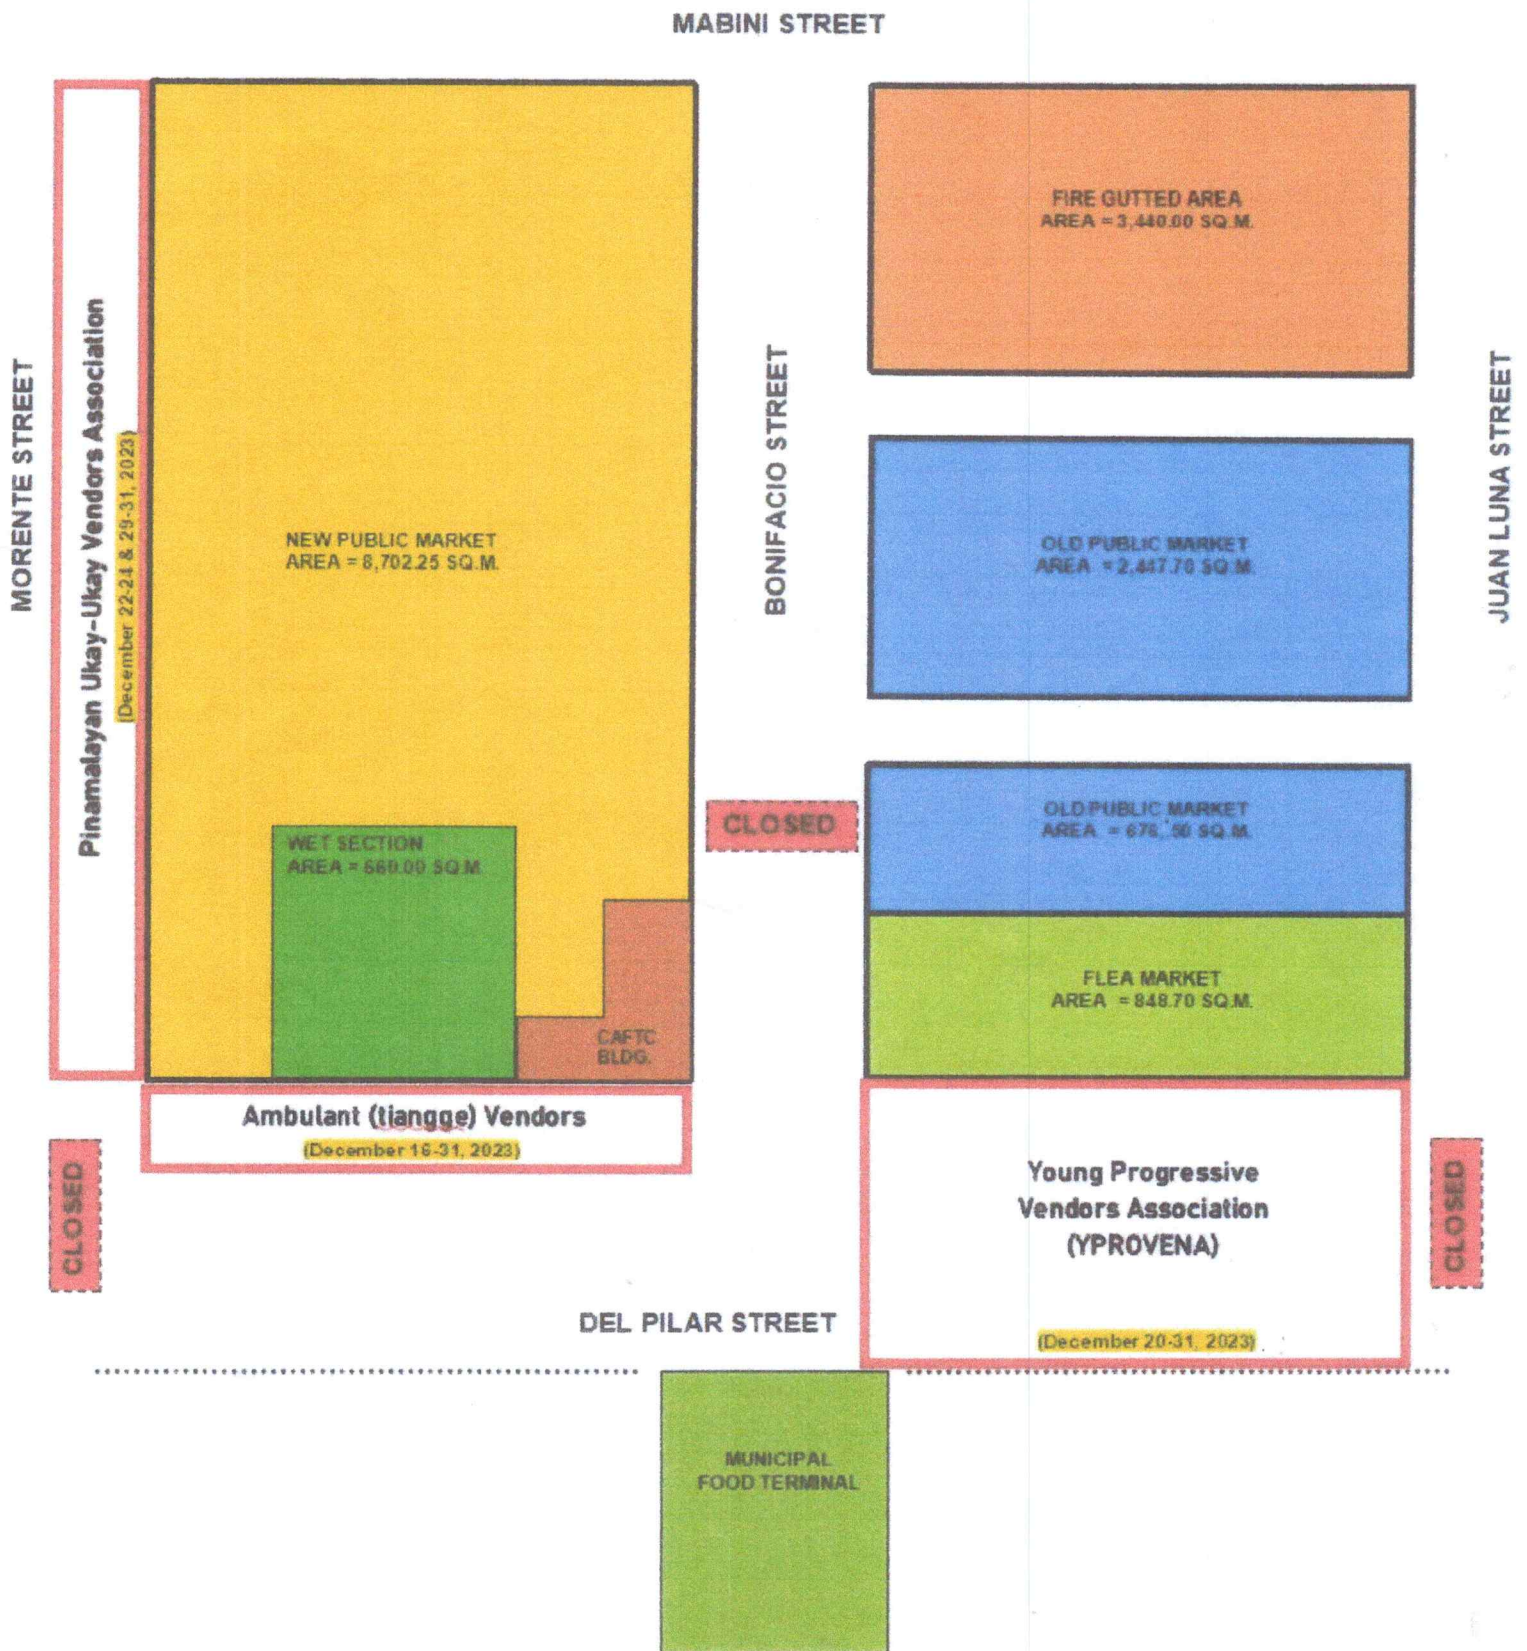 MABINI STREET
MORENTE STREET
Pinamalayan Ukay-Ukay Vendors Association
(December 22-24 & 29-31, 2023)
NEW PUBLIC MARKET
AREA = 8,702.25 SQ.M.
WET SECTION
AREA = 660.00 SQ.M
CAFTC
BLDG.
BONIFACIO STREET
FIRE GUTTED AREA
AREA = 3,440.00 SQ.M.
OLD PUBLIC MARKET
AREA = 2,447.70 SQ.M.
CLOSED
OLD PUBLIC MARKET
AREA = 676.50 SQ.M.
FLEA MARKET
AREA = 848.70 SQ.M.
JUAN LUNA STREET
Ambulant (tiangge) Vendors
(December 16-31, 2023)
CLOSED
Young Progressive
Vendors Association
(YPROVENA)
(December 20-31, 2023)
CLOSED
DEL PILAR STREET
MUNICIPAL
FOOD TERMINAL